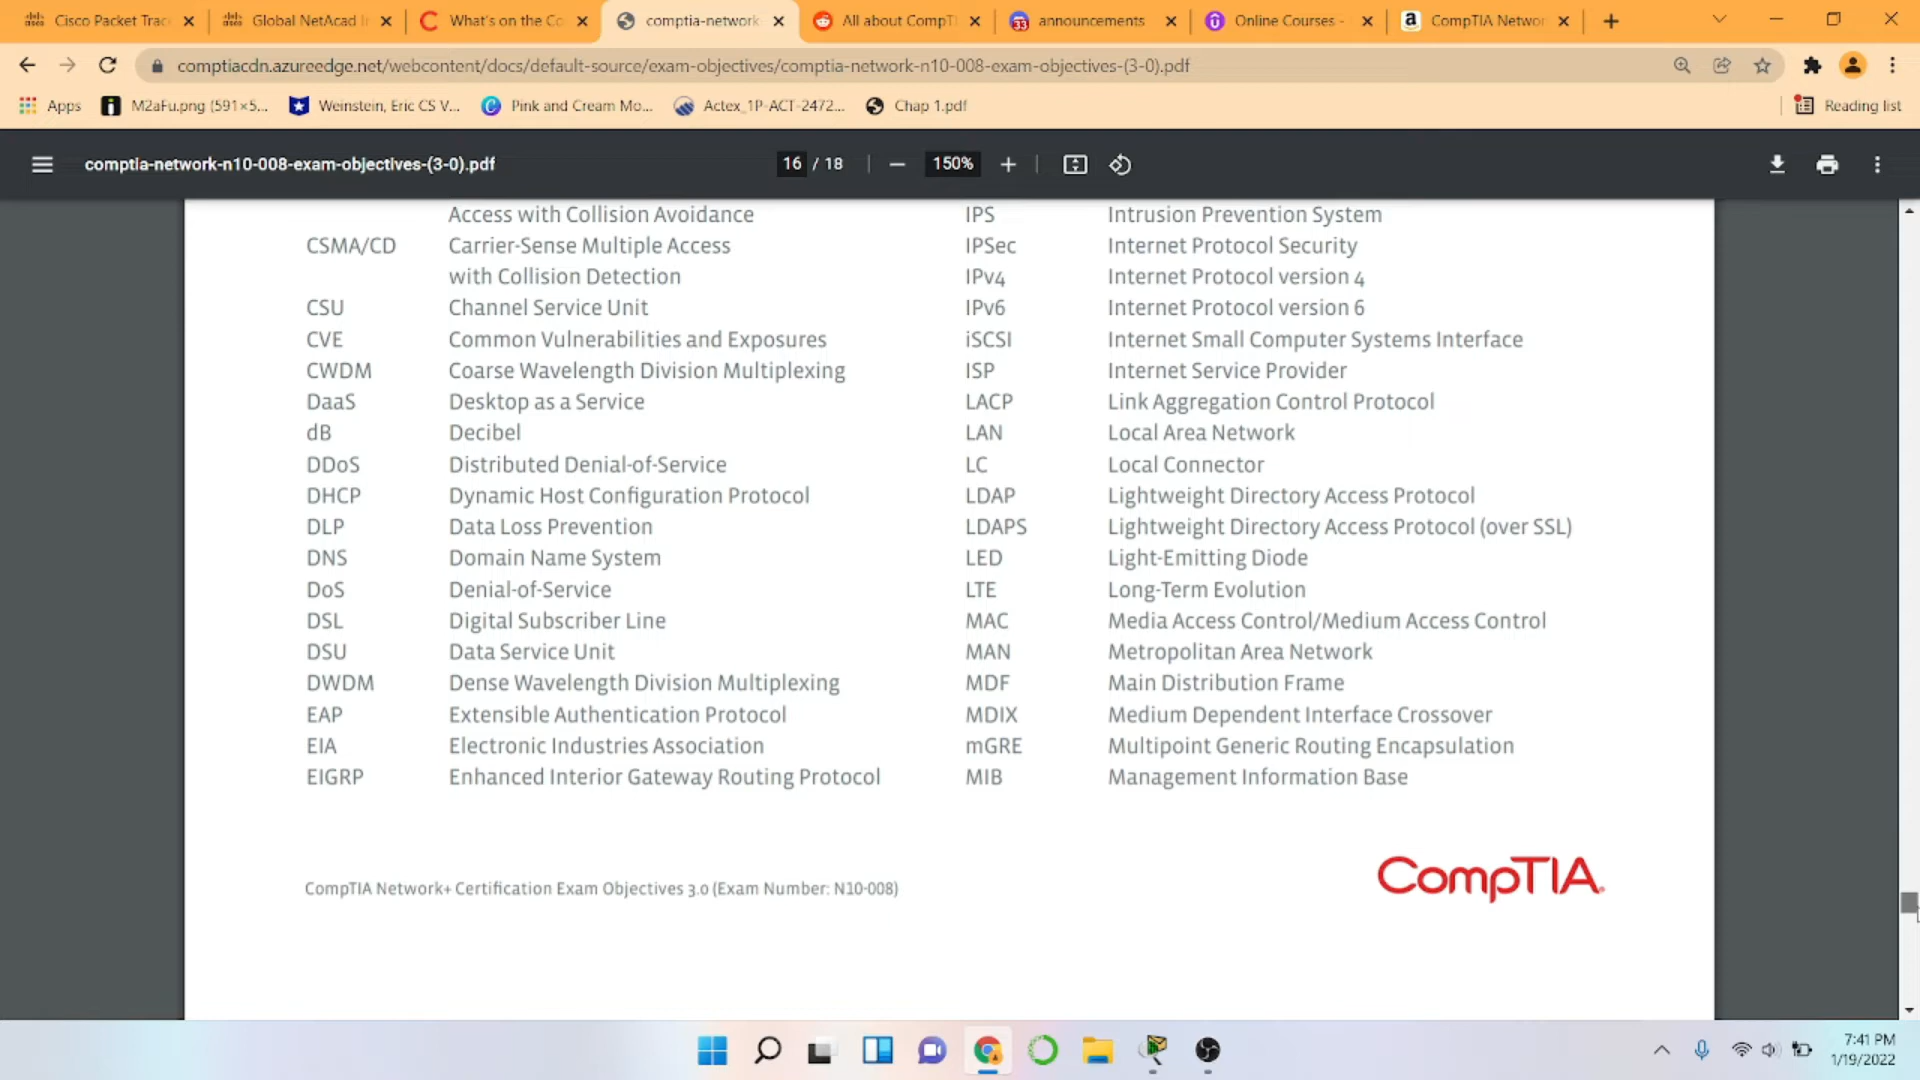 Cisco Packet Trac
Global NetAcad I
What's on the Co
comptia-network
All about CompT
announcements
Online Courses -
CompTIA Networ
comptiacdn.azureedge.net/webcontent/docs/default-source/exam-objectives/comptia-network-n10-008-exam-objectives-(3-0).pdf
Apps
M2aFu.png (591×5...
Weinstein, Eric CS V...
Pink and Cream Mo...
Actex_1P-ACT-2472...
Chap 1.pdf
Reading list
comptia-network-n10-008-exam-objectives-(3-0).pdf
16 / 18
150%
Access with Collision Avoidance
CSMA/CD Carrier-Sense Multiple Access
with Collision Detection
CSU Channel Service Unit
CVE Common Vulnerabilities and Exposures
CWDM Coarse Wavelength Division Multiplexing
DaaS Desktop as a Service
dB Decibel
DDoS Distributed Denial-of-Service
DHCP Dynamic Host Configuration Protocol
DLP Data Loss Prevention
DNS Domain Name System
DoS Denial-of-Service
DSL Digital Subscriber Line
DSU Data Service Unit
DWDM Dense Wavelength Division Multiplexing
EAP Extensible Authentication Protocol
EIA Electronic Industries Association
EIGRP Enhanced Interior Gateway Routing Protocol
IPS Intrusion Prevention System
IPSec Internet Protocol Security
IPv4 Internet Protocol version 4
IPv6 Internet Protocol version 6
iSCSI Internet Small Computer Systems Interface
ISP Internet Service Provider
LACP Link Aggregation Control Protocol
LAN Local Area Network
LC Local Connector
LDAP Lightweight Directory Access Protocol
LDAPS Lightweight Directory Access Protocol (over SSL)
LED Light-Emitting Diode
LTE Long-Term Evolution
MAC Media Access Control/Medium Access Control
MAN Metropolitan Area Network
MDF Main Distribution Frame
MDIX Medium Dependent Interface Crossover
mGRE Multipoint Generic Routing Encapsulation
MIB Management Information Base
CompTIA Network+ Certification Exam Objectives 3.0 (Exam Number: N10-008)
CompTIA.
7:41 PM
1/19/2022